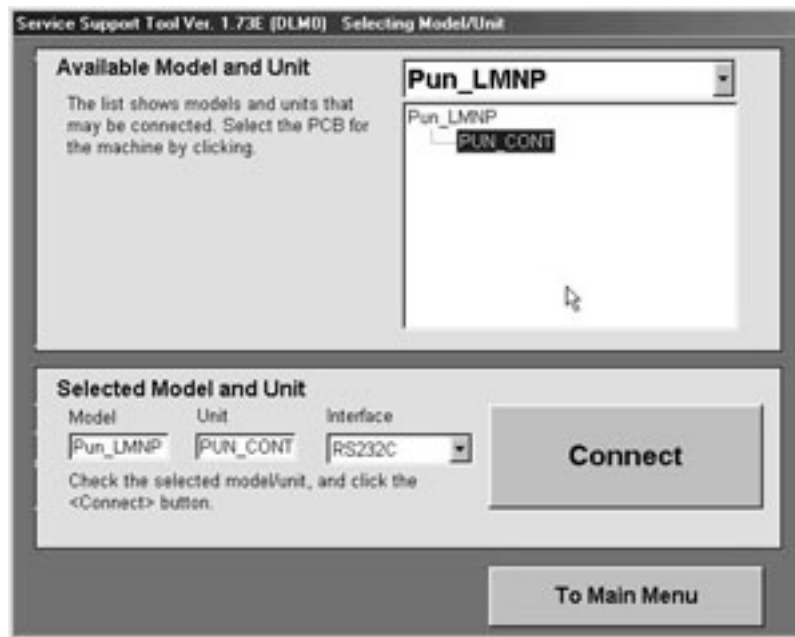 Service Support Tool Ver. 1.73E (DLM0) Selecting Model/Unit
Available Model and Unit
The list shows models and units that
may be connected. Select the PCB for
the machine by clicking.
Pun_LMNP
Pun_LMNP
PUN_CONT
Selected Model and Unit
Model Unit Interface
Pun_LMNP PUN_CONT RS232C
Check the selected model/unit, and click the
<Connect> button.
Connect
To Main Menu